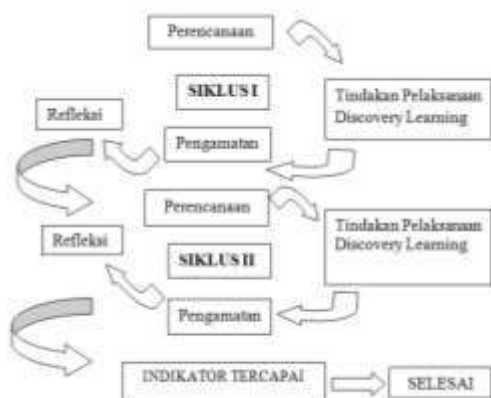 Perencanaan
SIKLUS I
Tindakan Pelaksanaan
Discovery Learning
Refleksi
Pengamatan
Perencanaan
Tindakan Pelaksanaan
Discovery Learning
Refleksi
SIKLUS II
Pengamatan
INDIKATOR TERCAPAI
SELESAI